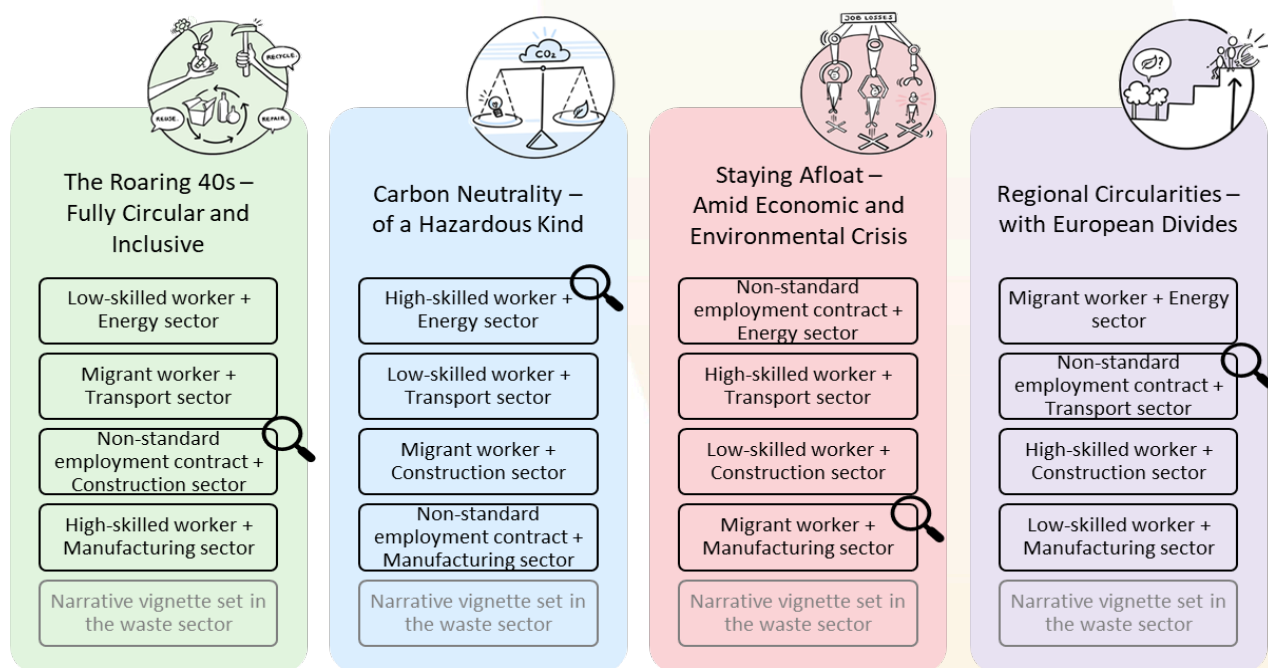 RECYCLE.
REUSE.
REPAIR.
The Roaring 40s –
Fully Circular and
Inclusive
Low-skilled worker +
Energy sector
Migrant worker +
Transport sector
Non-standard
employment contract +
Construction sector
High-skilled worker +
Manufacturing sector
Narrative vignette set in
the waste sector
CO₂
Carbon Neutrality –
of a Hazardous Kind
High-skilled worker +
Energy sector
Low-skilled worker +
Transport sector
Migrant worker +
Construction sector
Non-standard
employment contract +
Manufacturing sector
Narrative vignette set in
the waste sector
JOB LOSSES
Staying Afloat –
Amid Economic and
Environmental Crisis
Non-standard
employment contract +
Energy sector
High-skilled worker +
Transport sector
Low-skilled worker +
Construction sector
Migrant worker +
Manufacturing sector
Narrative vignette set in
the waste sector
?
Regional Circularities –
with European Divides
Migrant worker + Energy
sector
Non-standard
employment contract +
Transport sector
High-skilled worker +
Construction sector
Low-skilled worker +
Manufacturing sector
Narrative vignette set in
the waste sector